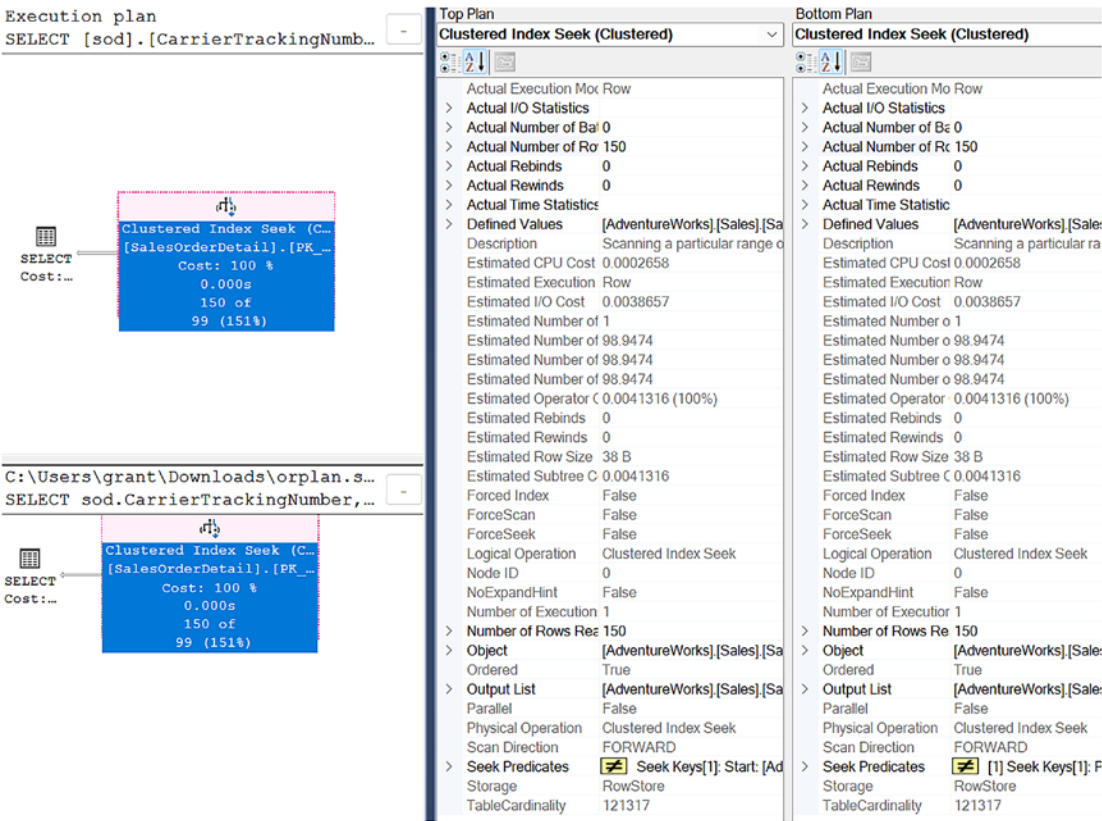 Execution plan
SELECT [sod].[CarrierTrackingNumb...
Clustered Index Seek (C...
[SalesOrderDetail].[PK_...
Cost: 100 %
0.000s
150 of
99 (151%)
SELECT
Cost:...
C:\Users\grant\Downloads\orplan.s...
SELECT sod.CarrierTrackingNumber,...
Clustered Index Seek (C...
[SalesOrderDetail].[PK_...
Cost: 100 %
0.000s
150 of
99 (151%)
SELECT
Cost:...
Top Plan
Clustered Index Seek (Clustered)
Actual Execution Moc Row
Actual I/O Statistics
Actual Number of Bat 0
Actual Number of Ro 150
Actual Rebinds 0
Actual Rewinds 0
Actual Time Statistics
Defined Values [AdventureWorks].[Sales].[Sa
Description Scanning a particular range o
Estimated CPU Cost 0.0002658
Estimated Execution Row
Estimated I/O Cost 0.0038657
Estimated Number of 1
Estimated Number of 98.9474
Estimated Number of 98.9474
Estimated Number of 98.9474
Estimated Operator C 0.0041316 (100%)
Estimated Rebinds 0
Estimated Rewinds 0
Estimated Row Size 38 B
Estimated Subtree C 0.0041316
Forced Index False
ForceScan False
ForceSeek False
Logical Operation Clustered Index Seek
Node ID 0
NoExpandHint False
Number of Execution 1
Number of Rows Rea 150
Object [AdventureWorks].[Sales].[Sa
Ordered True
Output List [AdventureWorks].[Sales].[Sa
Parallel False
Physical Operation Clustered Index Seek
Scan Direction FORWARD
Seek Predicates ≠ Seek Keys[1]: Start: [Ad
Storage RowStore
TableCardinality 121317
Bottom Plan
Clustered Index Seek (Clustered)
Actual Execution Mo Row
Actual I/O Statistics
Actual Number of Ba 0
Actual Number of Rc 150
Actual Rebinds 0
Actual Rewinds 0
Actual Time Statistic
Defined Values [AdventureWorks].[Sales
Description Scanning a particular ra
Estimated CPU Cost 0.0002658
Estimated Execution Row
Estimated I/O Cost 0.0038657
Estimated Number o 1
Estimated Number o 98.9474
Estimated Number o 98.9474
Estimated Number o 98.9474
Estimated Operator 0.0041316 (100%)
Estimated Rebinds 0
Estimated Rewinds 0
Estimated Row Size 38 B
Estimated Subtree C 0.0041316
Forced Index False
ForceScan False
ForceSeek False
Logical Operation Clustered Index Seek
Node ID 0
NoExpandHint False
Number of Execution 1
Number of Rows Re 150
Object [AdventureWorks].[Sales
Ordered True
Output List [AdventureWorks].[Sales
Parallel False
Physical Operation Clustered Index Seek
Scan Direction FORWARD
Seek Predicates ≠ [1] Seek Keys[1]: P
Storage RowStore
TableCardinality 121317